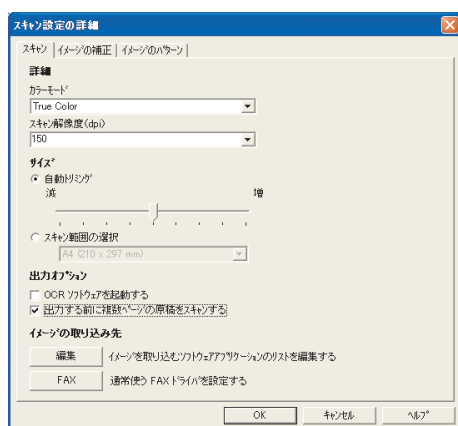 スキャン設定の詳細
スキャン イメージの補正 イメージのパターン
詳細
カラーモード
True Color
スキャン解像度(dpi)
150
サイズ
自動トリミング
減 増
スキャン範囲の選択
A4 (210 x 297 mm)
出力オプション
OCR ソフトウェアを起動する
出力する前に複数ページの原稿をスキャンする
イメージの取り込み先
編集 イメージを取り込むソフトウェアアプリケーションのリストを編集する
FAX 通常使う FAX ドライバを設定する
OK キャンセル ヘルプ